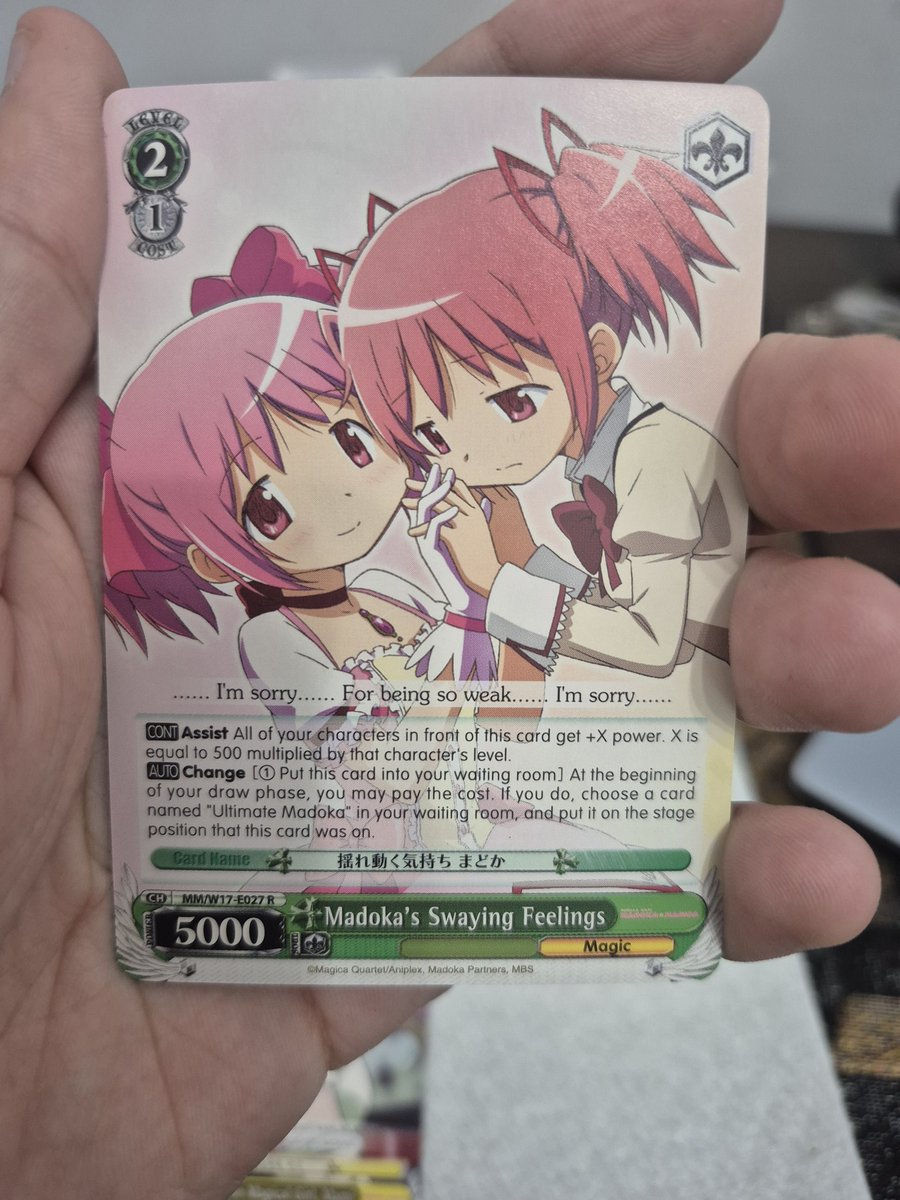 LEVEL
2
1
COST
...... I'm sorry...... For being so weak...... I'm sorry......
CONT Assist All of your characters in front of this card get +X power. X is
equal to 500 multiplied by that character's level.
AUTO Change [① Put this card into your waiting room] At the beginning
of your draw phase, you may pay the cost. If you do, choose a card
named "Ultimate Madoka" in your waiting room, and put it on the stage
position that this card was on.
Card Name 揺れ動く気持ち まどか
CH MM/W17-E027 R
POWER 5000
SOUL
Madoka's Swaying Feelings
Magic
©Magica Quartet/Aniplex, Madoka Partners, MBS